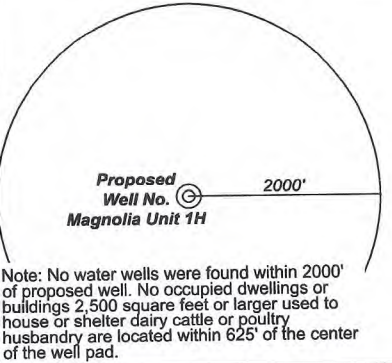 Proposed
Well No.
Magnolia Unit 1H
2000'
Note: No water wells were found within 2000'
of proposed well. No occupied dwellings or
buildings 2,500 square feet or larger used to
house or shelter dairy cattle or poultry
husbandry are located within 625' of the center
of the well pad.